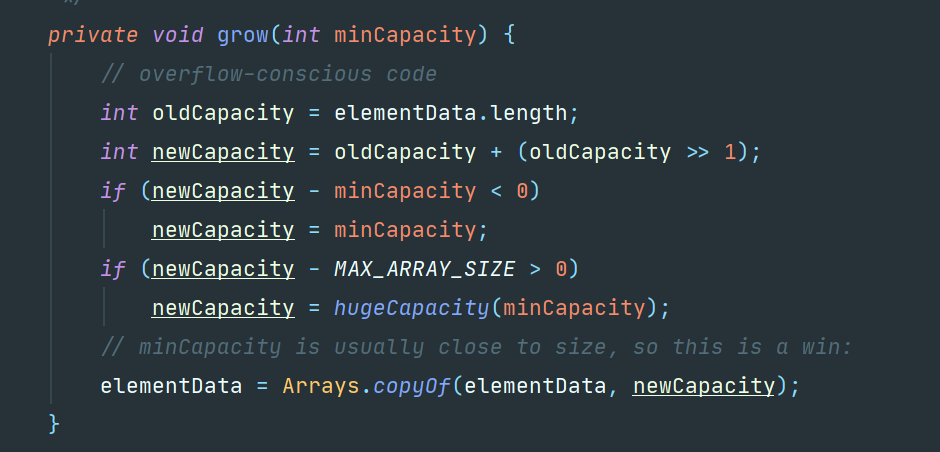 */
private void grow(int minCapacity) {
// overflow-conscious code
int oldCapacity = elementData.length;
int newCapacity = oldCapacity + (oldCapacity >> 1);
if (newCapacity - minCapacity < 0)
newCapacity = minCapacity;
if (newCapacity - MAX_ARRAY_SIZE > 0)
newCapacity = hugeCapacity(minCapacity);
// minCapacity is usually close to size, so this is a win:
elementData = Arrays.copyOf(elementData, newCapacity);
}